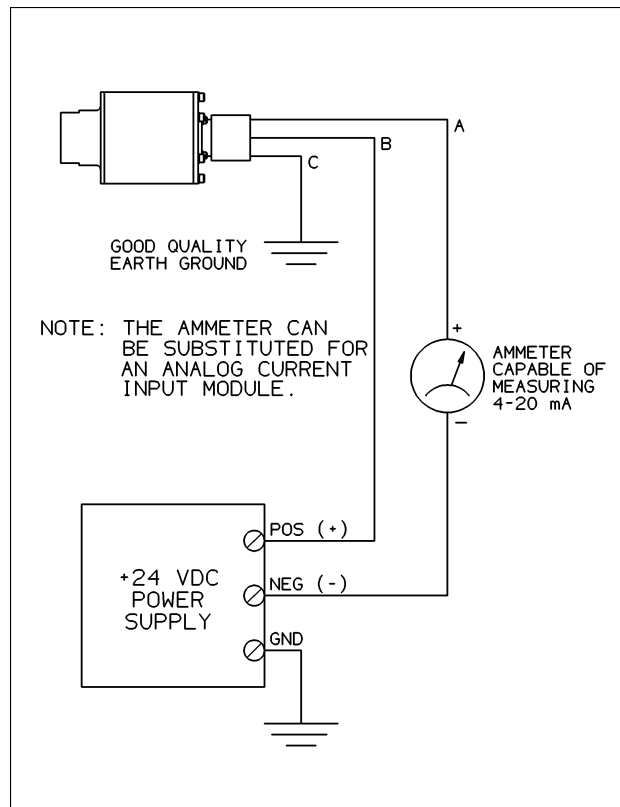 A
B
C
GOOD QUALITY
EARTH GROUND
NOTE: THE AMMETER CAN
BE SUBSTITUTED FOR
AN ANALOG CURRENT
INPUT MODULE.
+
AMMETER
CAPABLE OF
MEASURING
4-20 mA
-
POS (+)
+24 VDC
POWER
SUPPLY
NEG (-)
GND